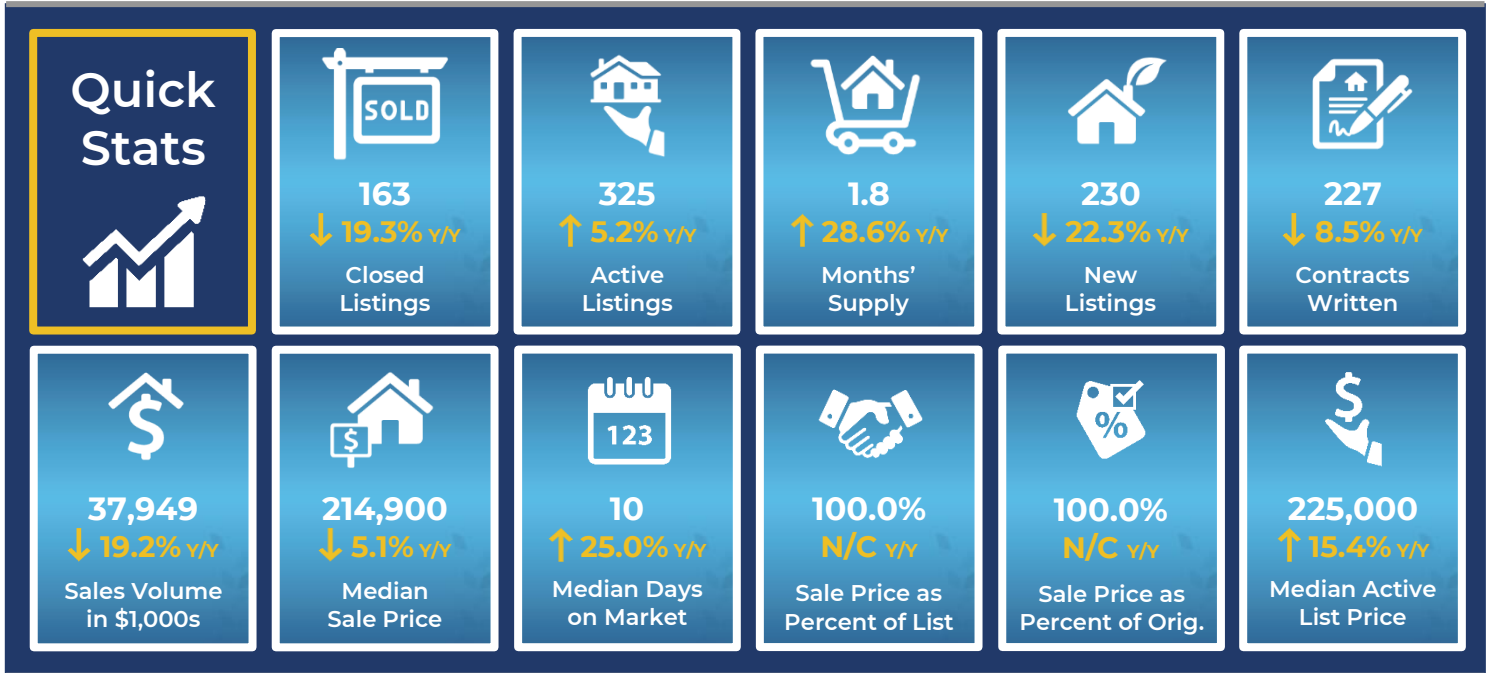 Quick
Stats
SOLD
163
↓ 19.3% Y/Y
Closed
Listings
325
↑ 5.2% Y/Y
Active
Listings
1.8
↑ 28.6% Y/Y
Months’
Supply
230
↓ 22.3% Y/Y
New
Listings
227
↓ 8.5% Y/Y
Contracts
Written
$
37,949
↓ 19.2% Y/Y
Sales Volume
in $1,000s
$
214,900
↓ 5.1% Y/Y
Median
Sale Price
123
10
↑ 25.0% Y/Y
Median Days
on Market
100.0%
N/C Y/Y
Sale Price as
Percent of List
%
100.0%
N/C Y/Y
Sale Price as
Percent of Orig.
$
225,000
↑ 15.4% Y/Y
Median Active
List Price